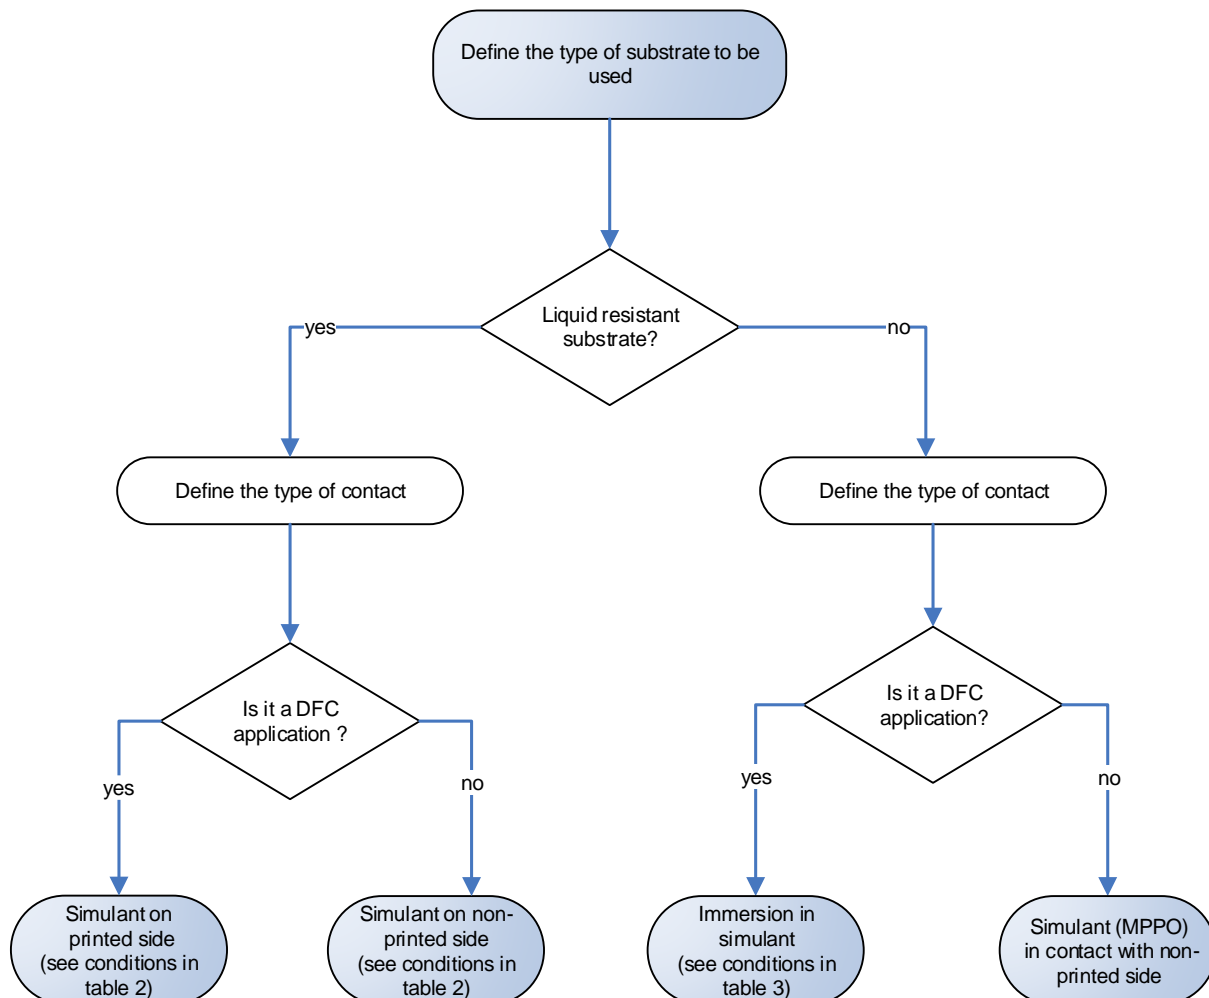 Define the type of substrate to be
used
Liquid resistant
substrate?
yes
no
Define the type of contact
Define the type of contact
Is it a DFC
application ?
Is it a DFC
application?
yes
no
yes
no
Simulant on
printed side
(see conditions in
table 2)
Simulant on non-
printed side
(see conditions in
table 2)
Immersion in
simulant
(see conditions in
table 3)
Simulant (MPPO)
in contact with non-
printed side